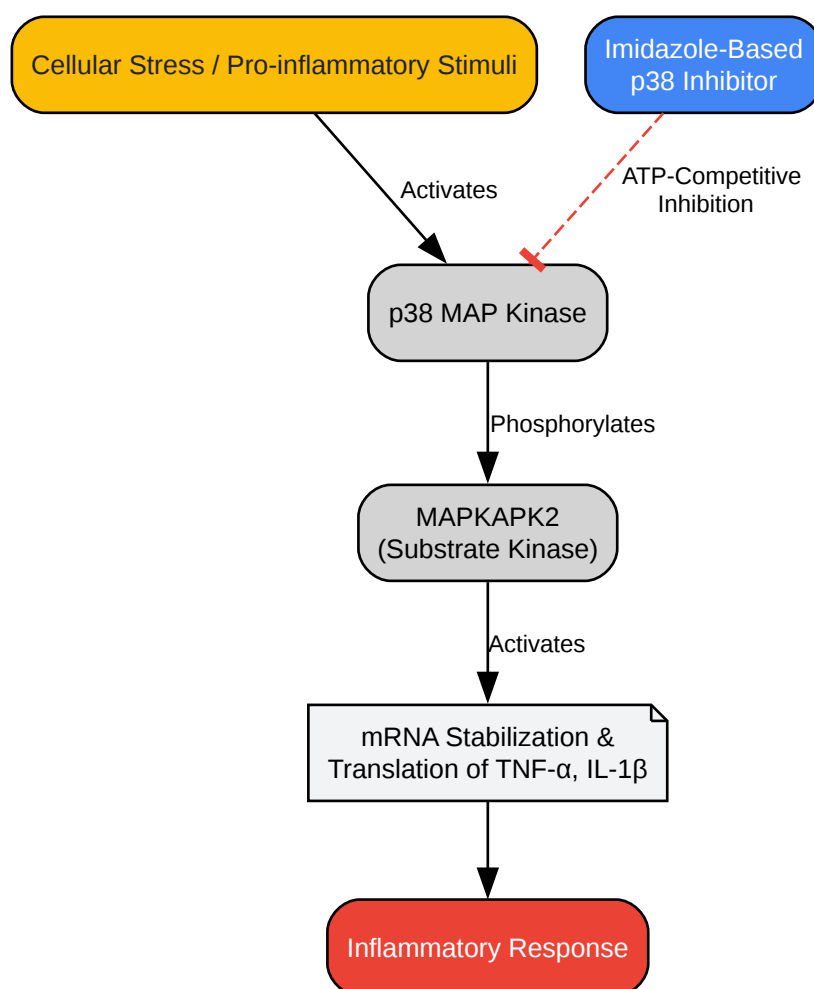 Cellular Stress / Pro-inflammatory Stimuli
Imidazole-Based
p38 Inhibitor
Activates
ATP-Competitive
Inhibition
p38 MAP Kinase
Phosphorylates
MAPKAPK2
(Substrate Kinase)
Activates
mRNA Stabilization &
Translation of TNF-α, IL-1β
Inflammatory Response